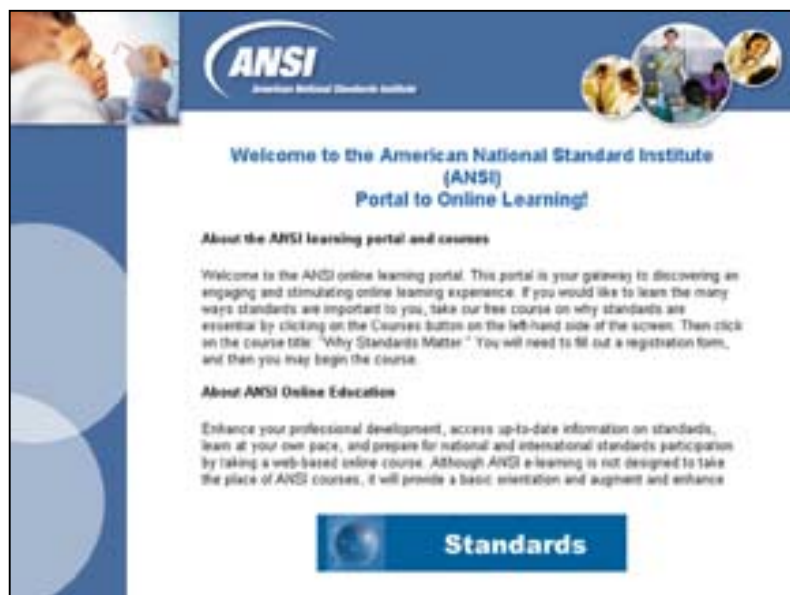 ANSI
American National Standards Institute
Welcome to the American National Standard Institute
(ANSI)
Portal to Online Learning!
About the ANSI learning portal and courses
Welcome to the ANSI online learning portal. This portal is your gateway to discovering an
engaging and stimulating online learning experience. If you would like to learn the many
ways standards are important to you, take our free course on why standards are
essential by clicking on the Courses button on the left-hand side of the screen. Then click
on the course title: "Why Standards Matter." You will need to fill out a registration form,
and then you may begin the course.
About ANSI Online Education
Enhance your professional development, access up-to-date information on standards,
learn at your own pace, and prepare for national and international standards participation
by taking a web-based online course. Although ANSI e-learning is not designed to take
the place of ANSI courses, it will provide a basic orientation and augment and enhance
Standards